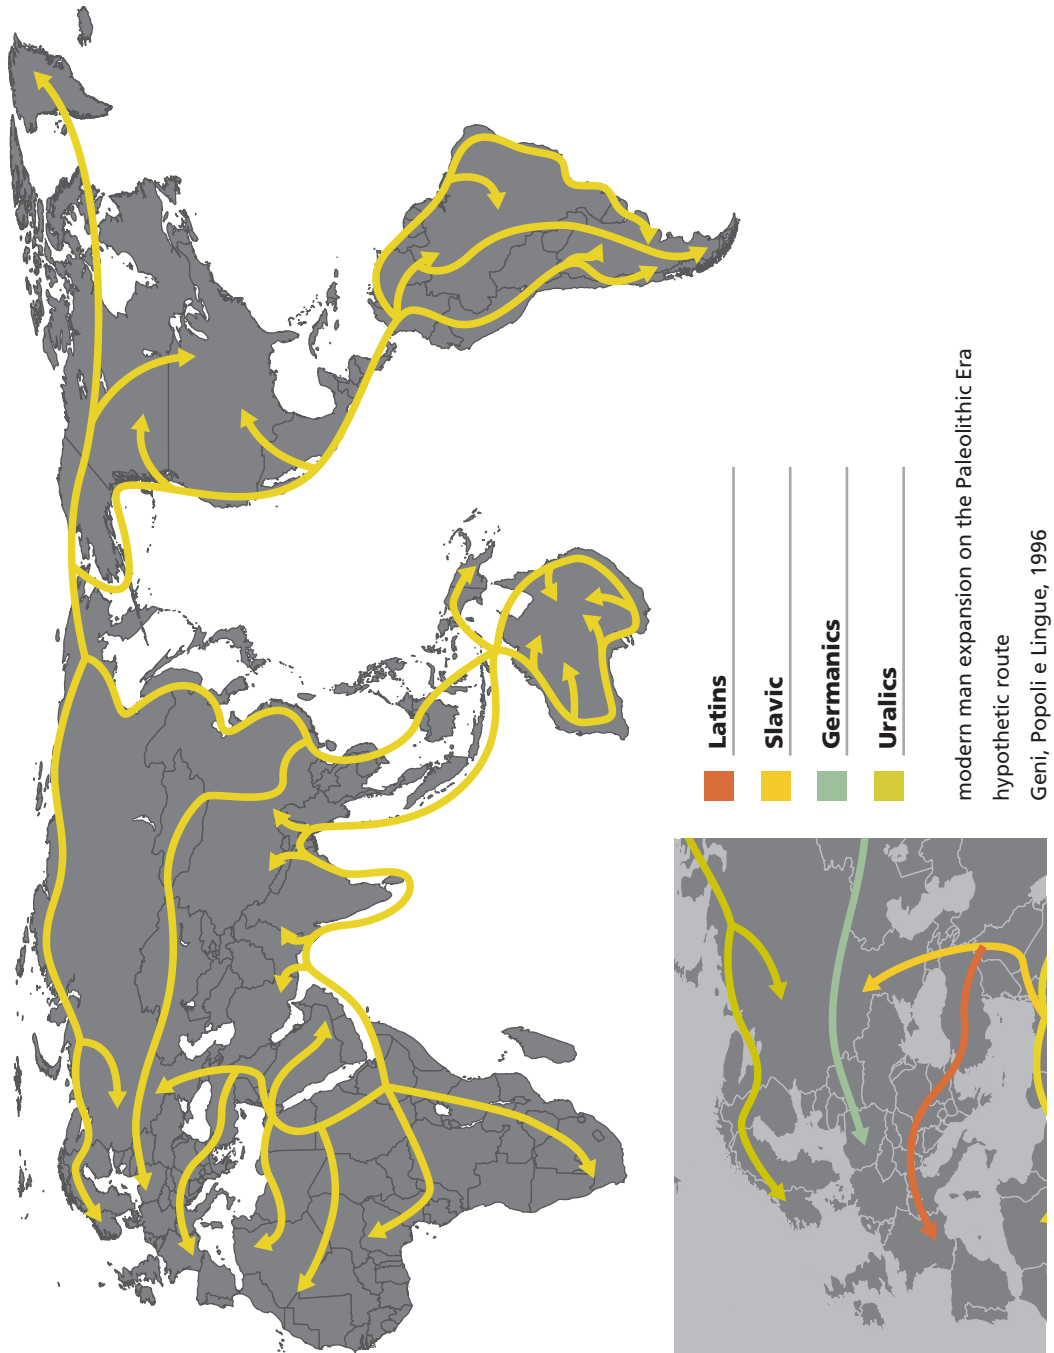 Latins
Slavic
Germanics
Uralics
modern man expansion on the Paleolithic Era
hypothetic route
Geni, Popoli e Lingue, 1996